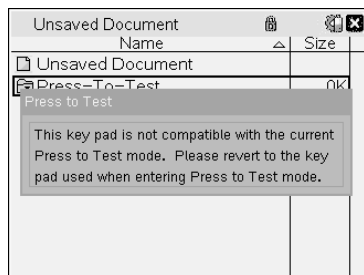 Unsaved Document
Name Size
Unsaved Document
Press-To-Test 0K
Press to Test
This key pad is not compatible with the current
Press to Test mode. Please revert to the key
pad used when entering Press to Test mode.